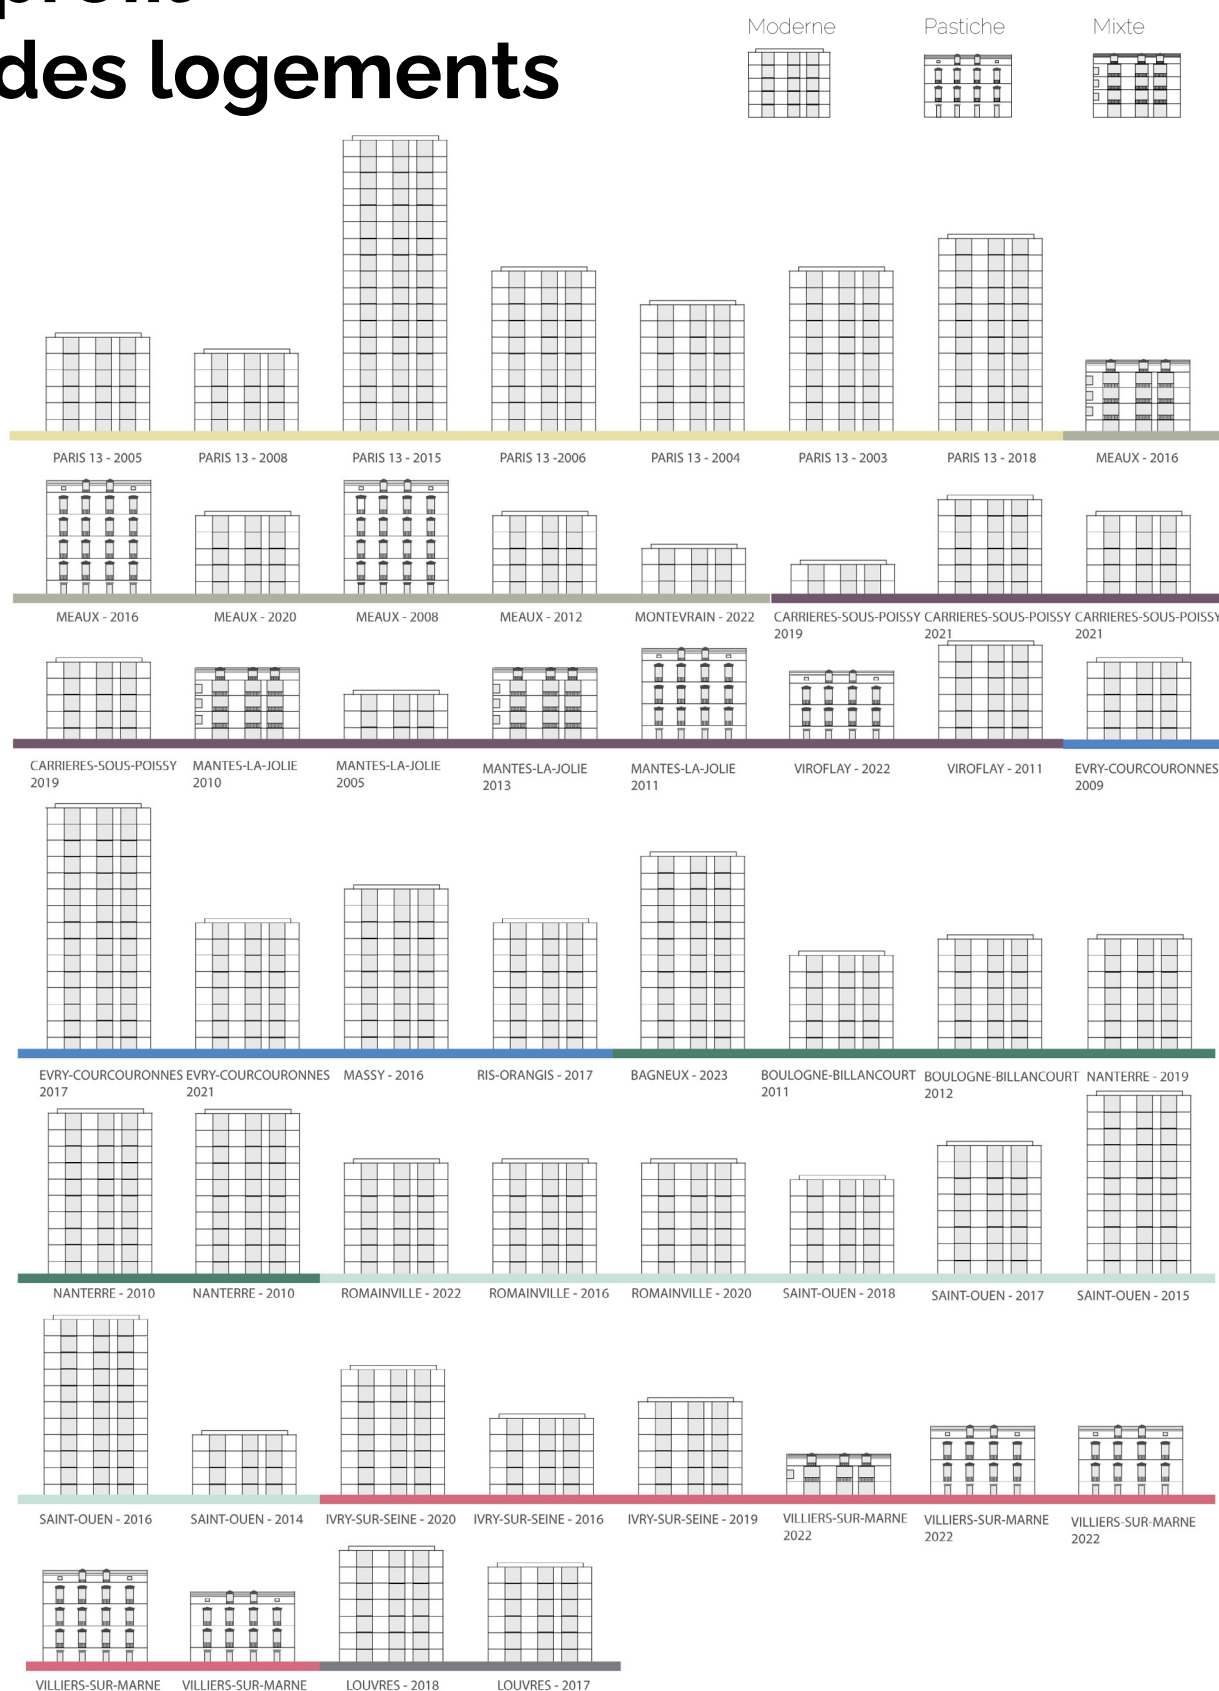 des logements
Moderne
Pastiche
Mixte
PARIS 13 - 2005
PARIS 13 - 2008
PARIS 13 - 2015
PARIS 13 -2006
PARIS 13 - 2004
PARIS 13 - 2003
PARIS 13 - 2018
MEAUX - 2016
MEAUX - 2016
MEAUX - 2020
MEAUX - 2008
MEAUX - 2012
MONTEVRAIN - 2022
CARRIERES-SOUS-POISSY
2019
CARRIERES-SOUS-POISSY
2021
CARRIERES-SOUS-POISSY
2021
CARRIERES-SOUS-POISSY
2019
MANTES-LA-JOLIE
2010
MANTES-LA-JOLIE
2005
MANTES-LA-JOLIE
2013
MANTES-LA-JOLIE
2011
VIROFLAY - 2022
VIROFLAY - 2011
EVRY-COURCOURONNES
2009
EVRY-COURCOURONNES
2017
EVRY-COURCOURONNES
2021
MASSY - 2016
RIS-ORANGIS - 2017
BAGNEUX - 2023
BOULOGNE-BILLANCOURT
2011
BOULOGNE-BILLANCOURT
2012
NANTERRE - 2019
NANTERRE - 2010
NANTERRE - 2010
ROMAINVILLE - 2022
ROMAINVILLE - 2016
ROMAINVILLE - 2020
SAINT-OUEN - 2018
SAINT-OUEN - 2017
SAINT-OUEN - 2015
SAINT-OUEN - 2016
SAINT-OUEN - 2014
IVRY-SUR-SEINE - 2020
IVRY-SUR-SEINE - 2016
IVRY-SUR-SEINE - 2019
VILLIERS-SUR-MARNE
2022
VILLIERS-SUR-MARNE
2022
VILLIERS-SUR-MARNE
2022
VILLIERS-SUR-MARNE
VILLIERS-SUR-MARNE
LOUVRES - 2018
LOUVRES - 2017